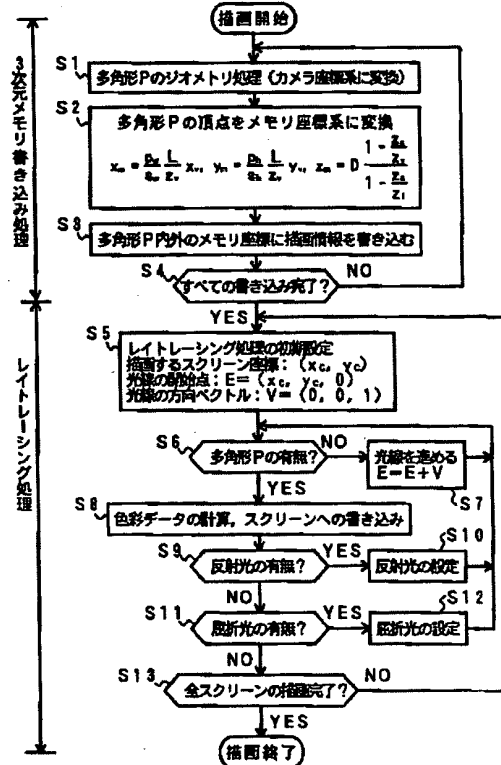 描画開始
3次元メモリ書き込み処理
S1
多角形Pのジオメトリ処理(カメラ座標系に変換)
S2
多角形Pの頂点をメモリ座標系に変換
S3
多角形P内外のメモリ座標に描画情報を書き込む
S4
すべての書き込み完了?
NO
YES
レイトレーシング処理
S5
レイトレーシング処理の初期設定
描画するスクリーン座標:(xc, yc)
光線の開始点:E=(xc, yc, 0)
光線の方向ベクトル:V=(0, 0, 1)
S6
多角形Pの有無?
NO
光線を進める
E=E+V
S7
YES
S8
色彩データの計算,スクリーンへの書き込み
S9
反射光の有無?
YES
S10
反射光の設定
NO
S11
屈折光の有無?
YES
S12
屈折光の設定
NO
S13
全スクリーンの描画完了?
NO
YES
描画終了